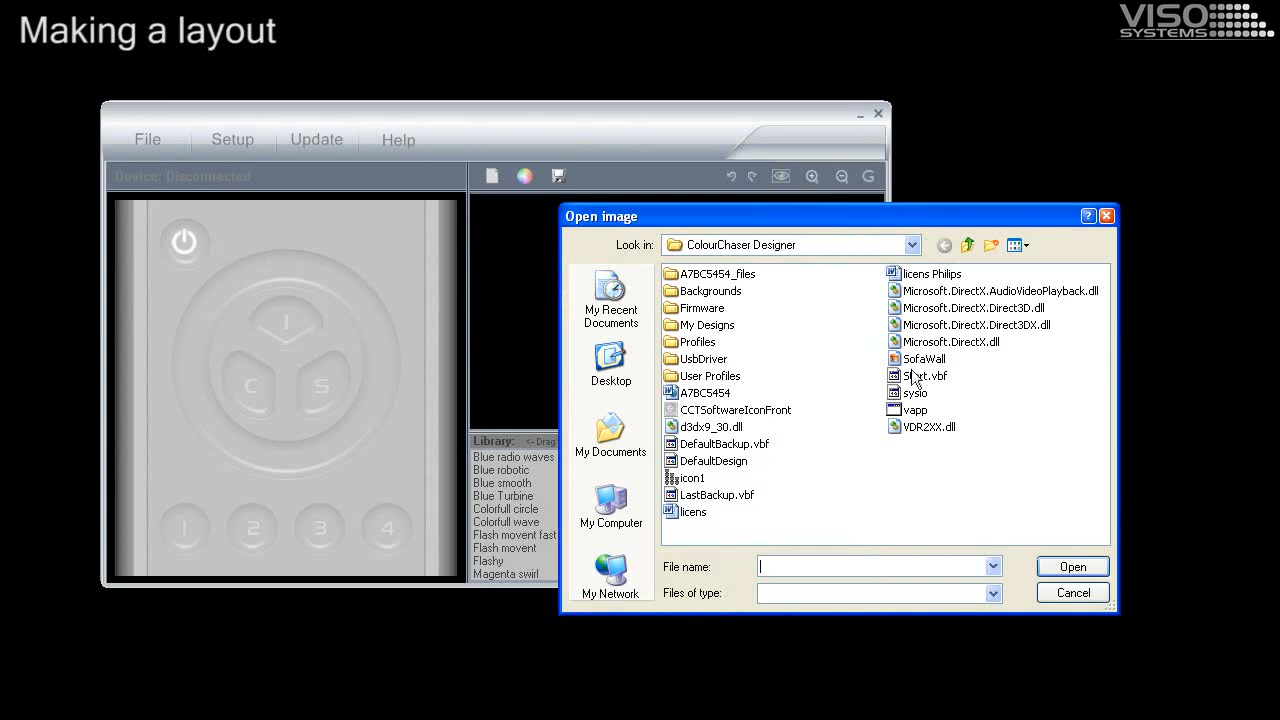 Making a layout
VISO
SYSTEMS
File Setup Update Help
Device: Disconnected
G
I
C S
1 2 3 4
Library: <- Drag
Blue radio waves
Blue robotic
Blue smooth
Blue Turbine
Colorfull circle
Colorfull wave
Flash movent fast
Flash movent
Flashy
Magenta swirl
Open image
Look in: ColourChaser Designer
My Recent
Documents
Desktop
My Documents
My Computer
My Network
A7BC5454_files
Backgrounds
Firmware
My Designs
Profiles
UsbDriver
User Profiles
A7BC5454
CCTSoftwareIconFront
d3dx9_30.dll
DefaultBackup.vbf
DefaultDesign
icon1
LastBackup.vbf
licens
licens Philips
Microsoft.DirectX.AudioVideoPlayback.dll
Microsoft.DirectX.Direct3D.dll
Microsoft.DirectX.Direct3DX.dll
Microsoft.DirectX.dll
SofaWall
sysio
vapp
VDR2XX.dll
File name:
Open
Files of type:
Cancel